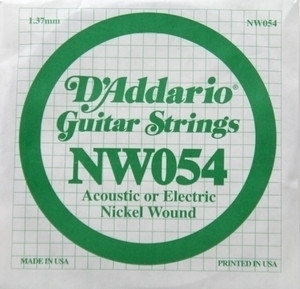 1.37mm NW054
D'Addario®
Guitar Strings
NW054
Acoustic or Electric
Nickel Wound
MADE IN USA PRINTED IN USA